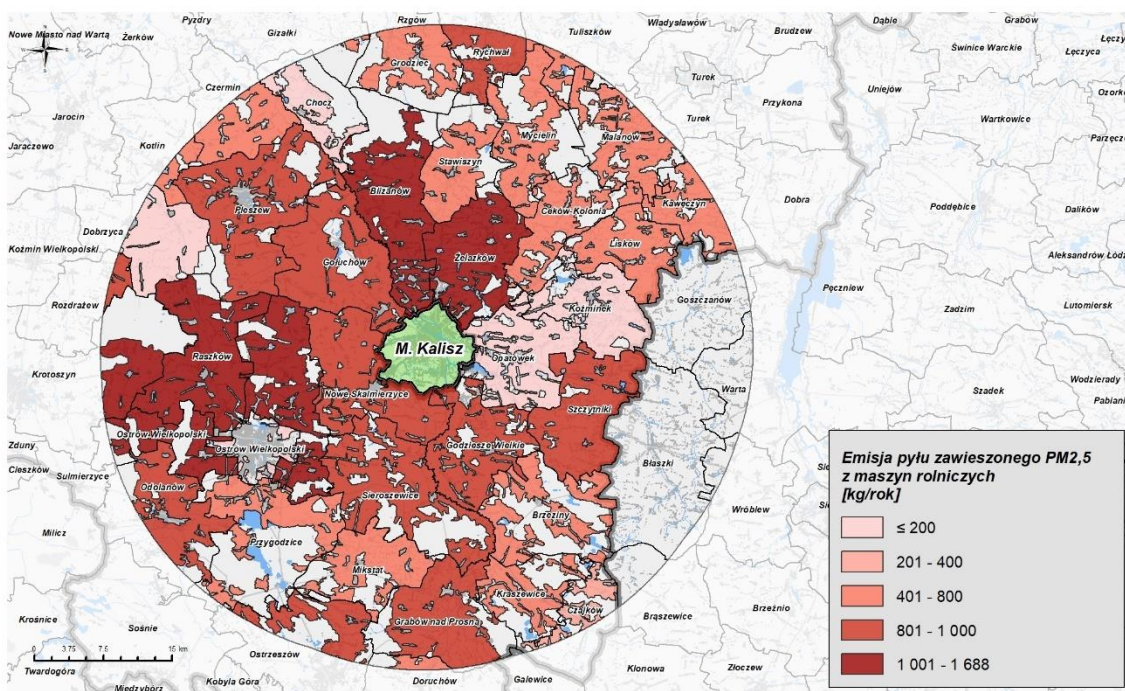 Pyzdry
Rzgów
Władysławów
Dąbie
Grabów
Nowe Miasto nad Wartą
Żerków
Gizałki
Tuliszków
Brudzew
Świnice Warckie
Łęczyca
Rychwał
Grodziec
Turek
Uniejów
Czermin
Chocz
Przykona
Jarocin
Turek
Wartkowice
Mycielin
Malanów
Jaraczewo
Kotlin
Stawiszyn
Blizanów
Pleszew
Ceków-Kolonia
Kawęczyn
Dobra
Poddębice
Dalików
Dobrzyca
Lisków
Koźmin Wielkopolski
Gołuchów
Żelazków
Pęczniew
Goszczanów
Rozdrażew
Koźminek
Zadzim
Lutomiersk
M. Kalisz
Opatówek
Raszków
Krotoszyn
Warta
Wodzierady
Szadek
Nowe Skalmierzyce
Szczytniki
Ostrów Wielkopolski
Zduny
Ostrów Wielkopolski
Godziesze Wielkie
Cieszków
Sulmierzyce
Błaszki
Odolanów
Sieroszewice
Wróblew
Brzeziny
Milicz
Przygodzice
Mikstat
Kraszewice
Czajków
Brąszewice
Brzeźnio
Krośnice
Sośnie
Grabów nad Prosną
Ostrzeszów
Klonowa
Złoczew
Twardogóra
Międzybórz
Kobyla Góra
Doruchów
Galewice
0 3,75 7,5 15 km
Emisja pyłu zawieszonego PM2,5
z maszyn rolniczych
[kg/rok]
≤ 200
201 - 400
401 - 800
801 - 1 000
1 001 - 1 688